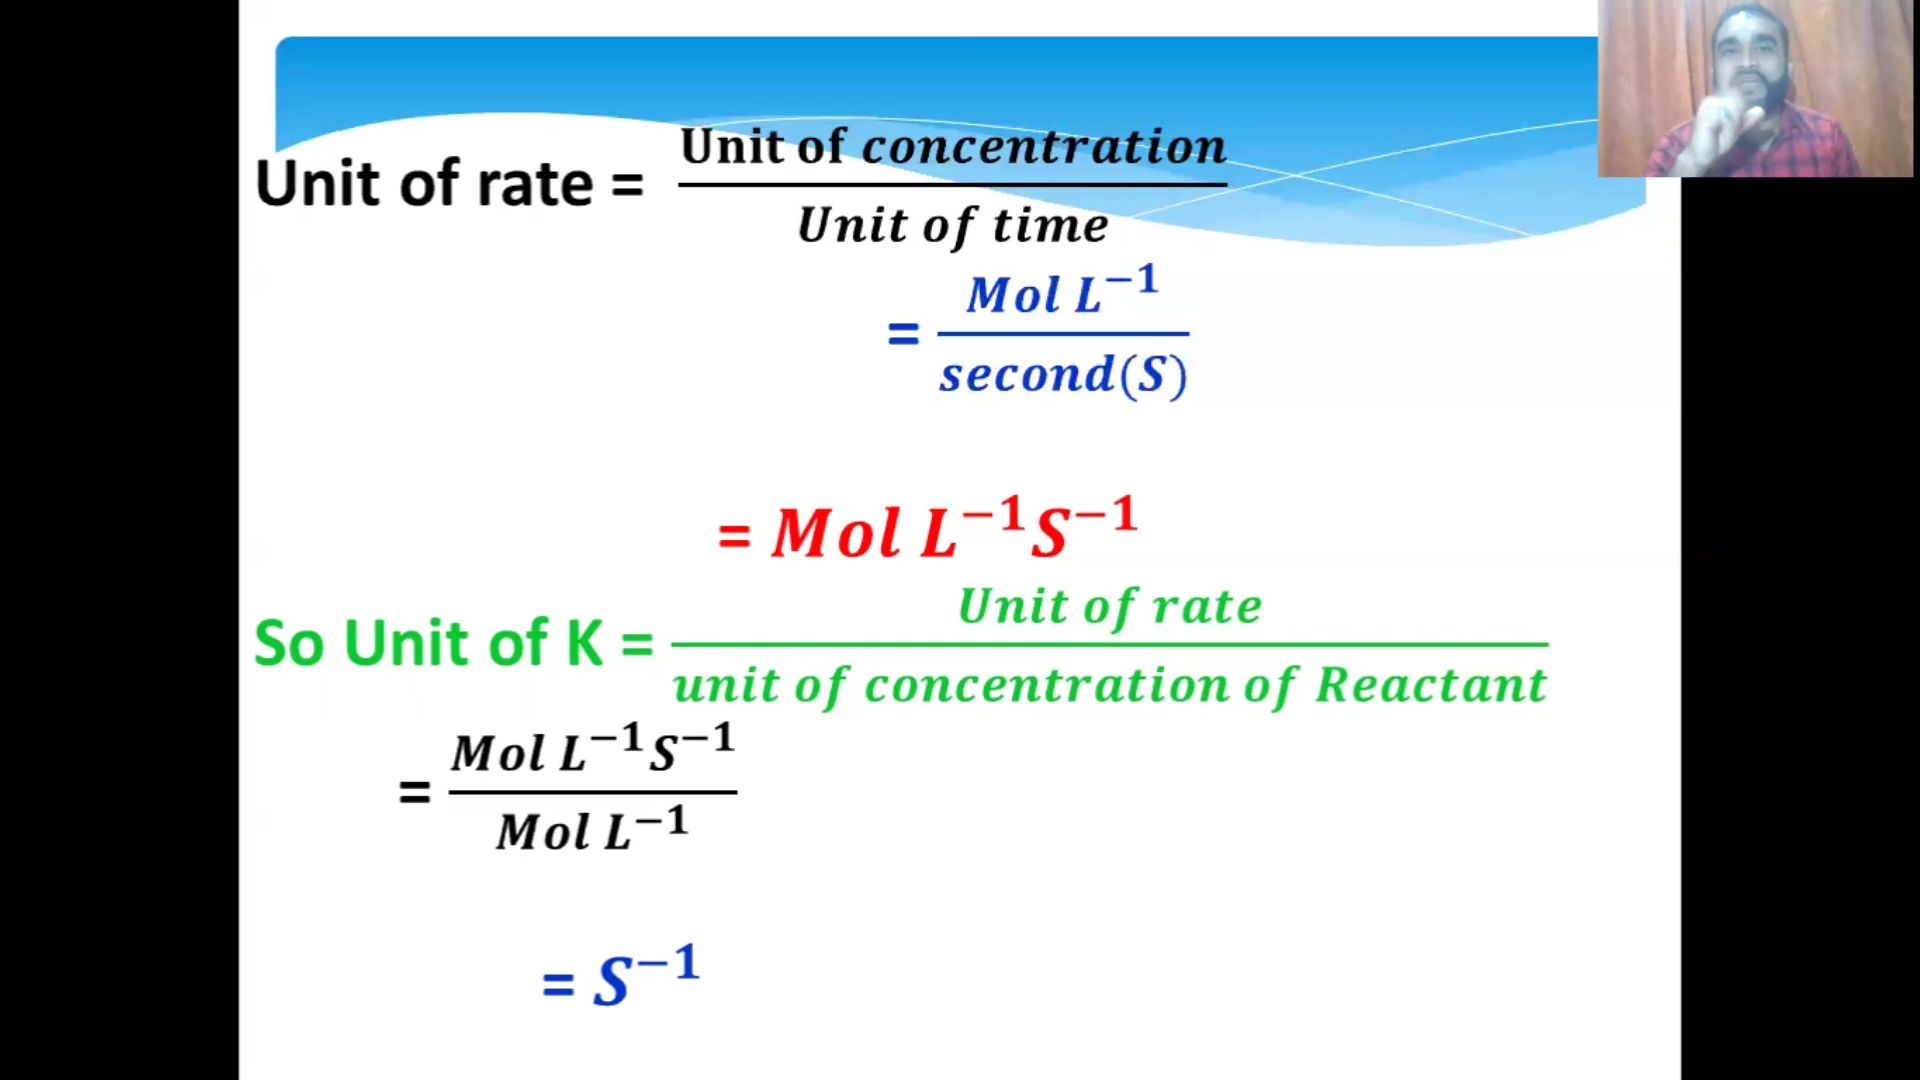 Unit of rate = Unit of concentration / Unit of time
= Mol L⁻¹ / second(S)
= Mol L⁻¹S⁻¹
So Unit of K = Unit of rate / unit of concentration of Reactant
= Mol L⁻¹S⁻¹ / Mol L⁻¹
= S⁻¹